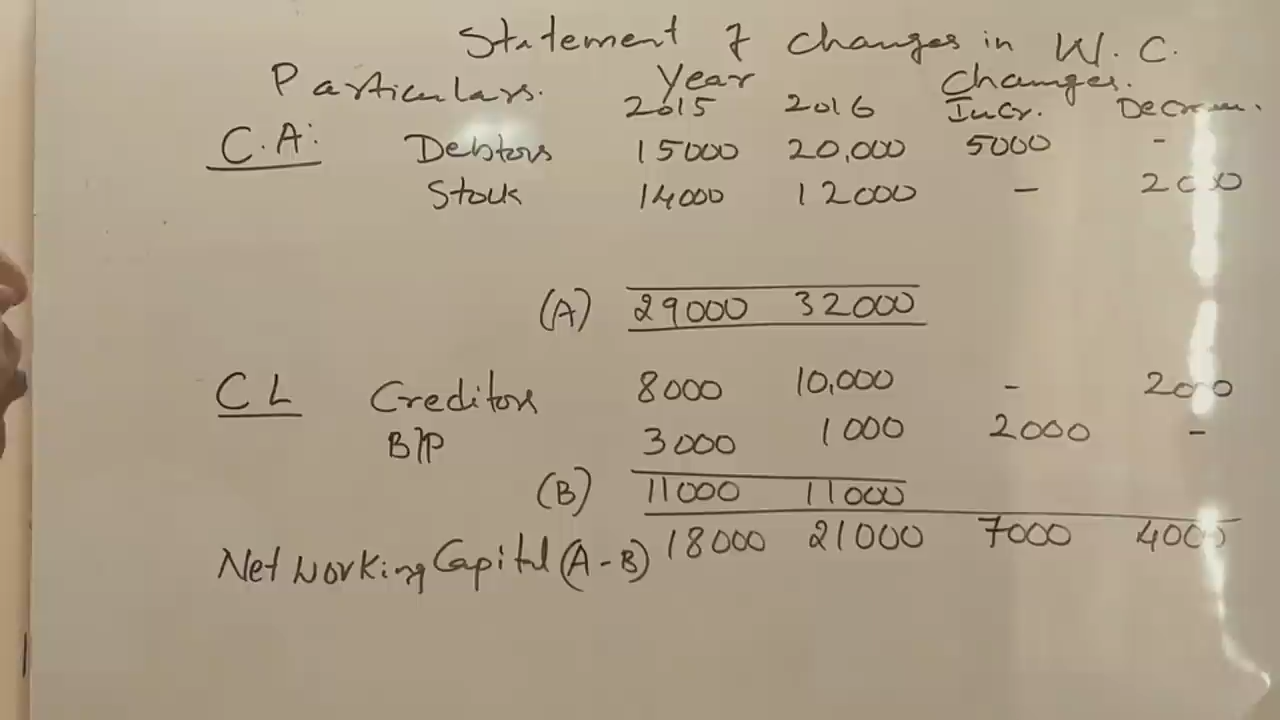 Statement of changes in W.C.
Particulars. Year Changes.
2015 2016 Incr.
C.A: Debtors 15000 20,000 5000 -
Stock 14000 12000 - 2000
(A) 29000 32000
CL Creditors 8000 10,000 - 2000
B/P 3000 1000 2000 -
(B) 11000 11000
Net Working Capital (A-B) 18000 21000 7000 4000